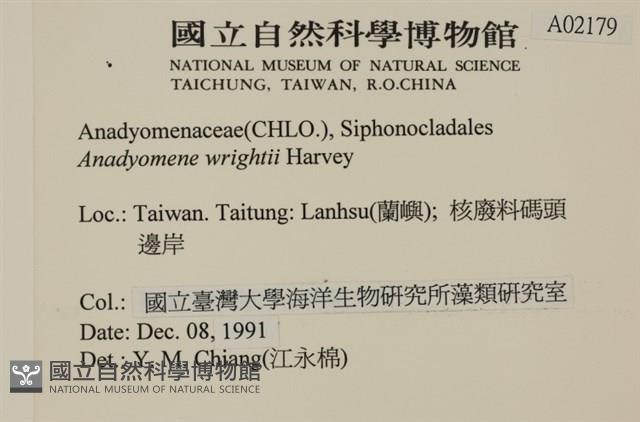 國立自然科學博物館
A02179
NATIONAL MUSEUM OF NATURAL SCIENCE
TAICHUNG, TAIWAN, R.O.CHINA
Anadyomenaceae(CHLO.), Siphonocladales
Anadyomene wrightii Harvey
Loc.: Taiwan. Taitung: Lanhsu(蘭嶼); 核廢料碼頭
邊岸
Col.: 國立臺灣大學海洋生物研究所藻類研究室
Date: Dec. 08, 1991
Det.: Y. M. Chiang(江永棉)
國立自然科學博物館
NATIONAL MUSEUM OF NATURAL SCIENCE